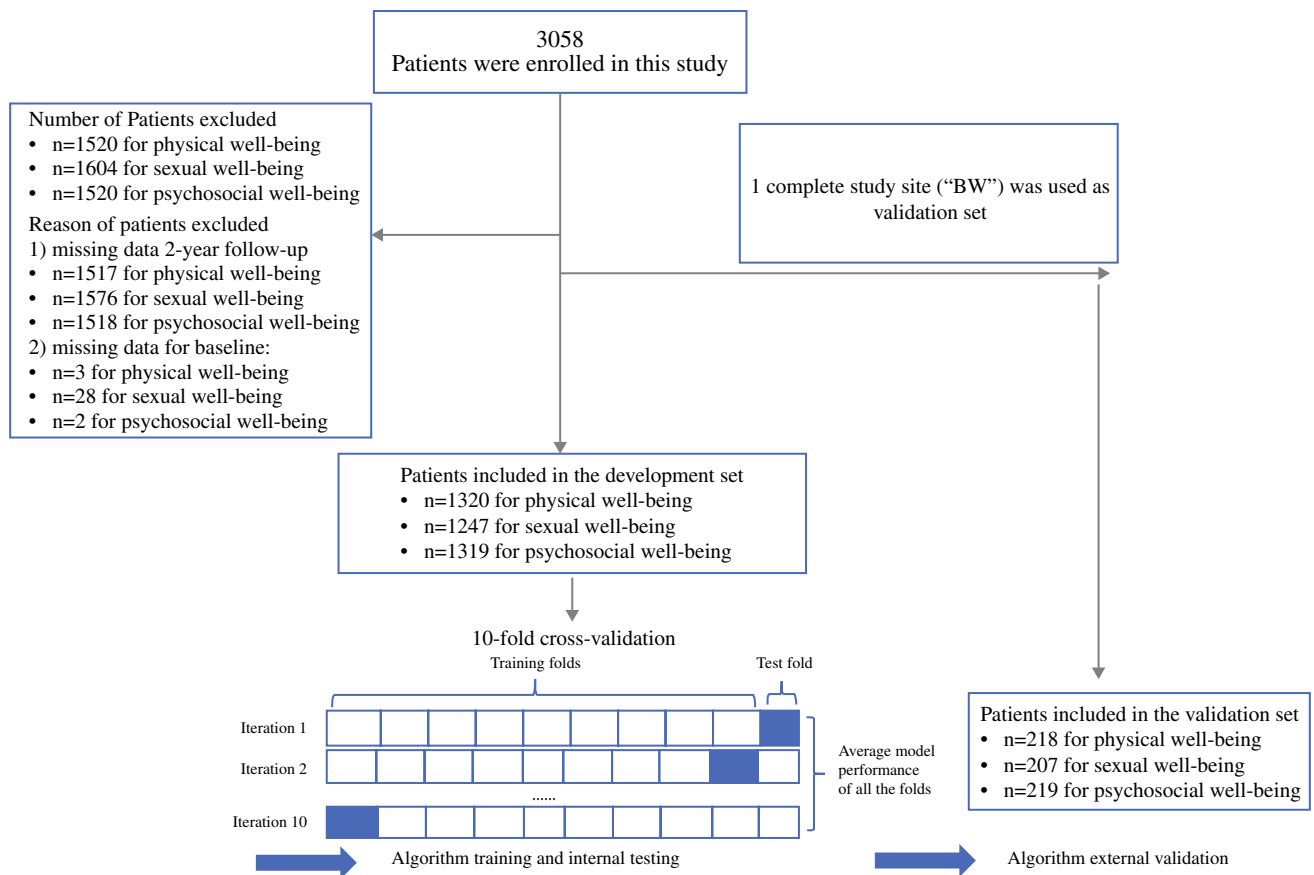 3058
Patients were enrolled in this study
Number of Patients excluded
• n=1520 for physical well-being
• n=1604 for sexual well-being
• n=1520 for psychosocial well-being
Reason of patients excluded
1) missing data 2-year follow-up
• n=1517 for physical well-being
• n=1576 for sexual well-being
• n=1518 for psychosocial well-being
2) missing data for baseline:
• n=3 for physical well-being
• n=28 for sexual well-being
• n=2 for psychosocial well-being
1 complete study site (“BW”) was used as
validation set
Patients included in the development set
• n=1320 for physical well-being
• n=1247 for sexual well-being
• n=1319 for psychosocial well-being
10-fold cross-validation
Training folds
Test fold
Iteration 1
Iteration 2
......
Iteration 10
Average model
performance
of all the folds
Patients included in the validation set
• n=218 for physical well-being
• n=207 for sexual well-being
• n=219 for psychosocial well-being
Algorithm training and internal testing
Algorithm external validation